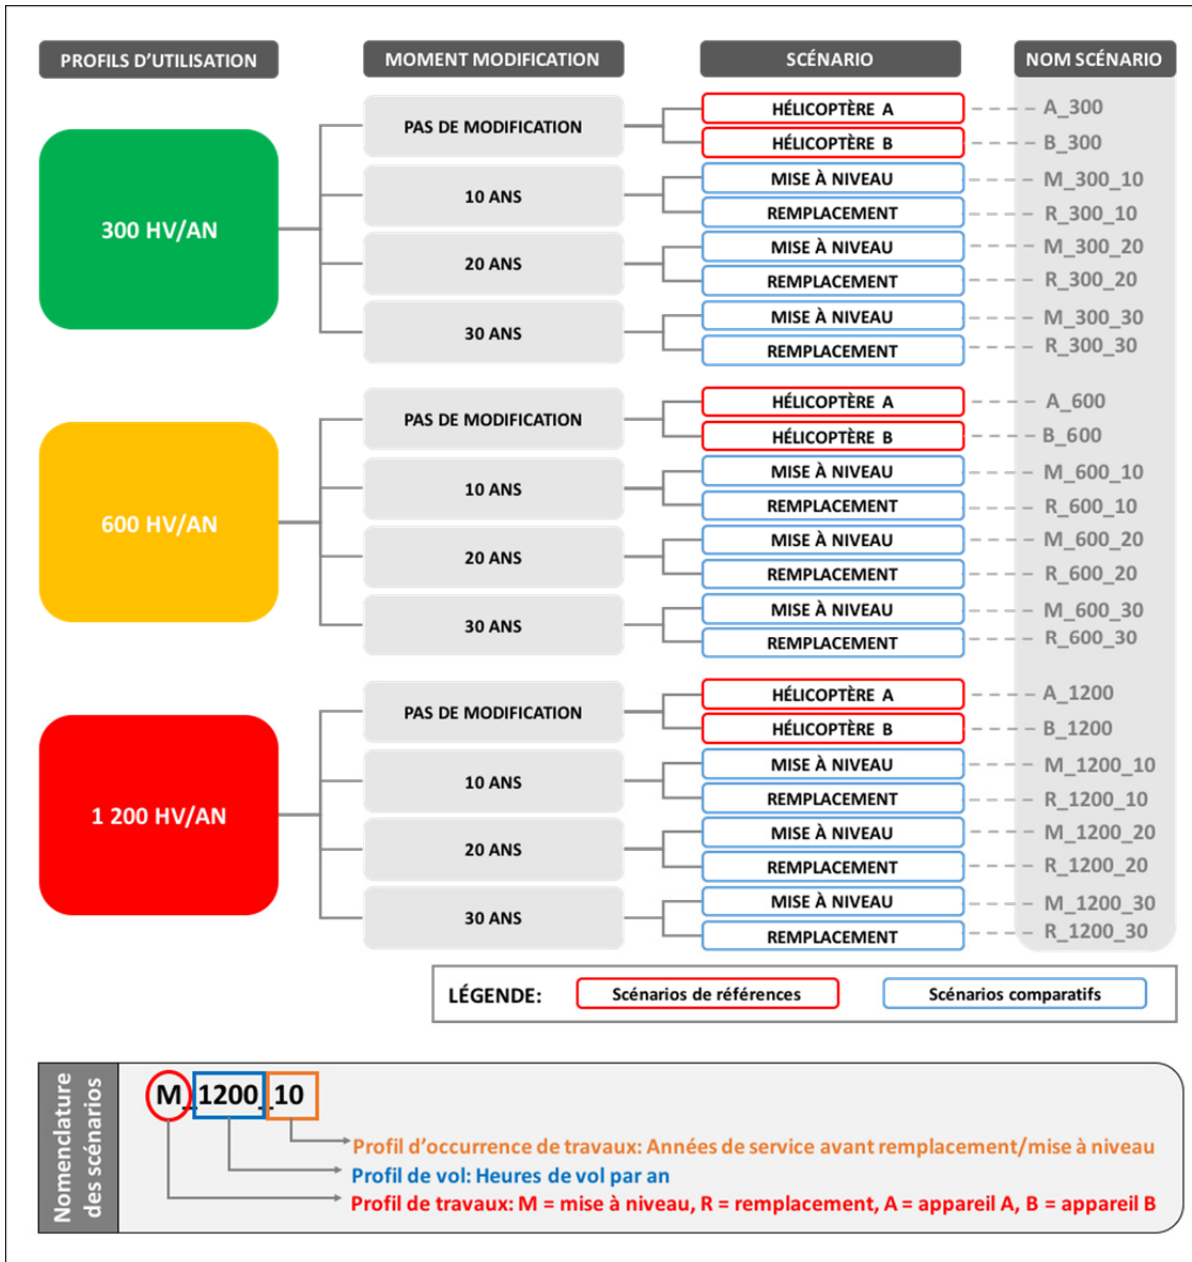 PROFILS D'UTILISATION
MOMENT MODIFICATION
SCÉNARIO
NOM SCÉNARIO
300 HV/AN
PAS DE MODIFICATION
HÉLICOPTÈRE A
A_300
HÉLICOPTÈRE B
B_300
10 ANS
MISE À NIVEAU
M_300_10
REMPLACEMENT
R_300_10
20 ANS
MISE À NIVEAU
M_300_20
REMPLACEMENT
R_300_20
30 ANS
MISE À NIVEAU
M_300_30
REMPLACEMENT
R_300_30
600 HV/AN
PAS DE MODIFICATION
HÉLICOPTÈRE A
A_600
HÉLICOPTÈRE B
B_600
10 ANS
MISE À NIVEAU
M_600_10
REMPLACEMENT
R_600_10
20 ANS
MISE À NIVEAU
M_600_20
REMPLACEMENT
R_600_20
30 ANS
MISE À NIVEAU
M_600_30
REMPLACEMENT
R_600_30
1 200 HV/AN
PAS DE MODIFICATION
HÉLICOPTÈRE A
A_1200
HÉLICOPTÈRE B
B_1200
10 ANS
MISE À NIVEAU
M_1200_10
REMPLACEMENT
R_1200_10
20 ANS
MISE À NIVEAU
M_1200_20
REMPLACEMENT
R_1200_20
30 ANS
MISE À NIVEAU
M_1200_30
REMPLACEMENT
R_1200_30
LÉGENDE:
Scénarios de références
Scénarios comparatifs
Nomenclature
des scénarios
M_1200_10
Profil d'occurrence de travaux: Années de service avant remplacement/mise à niveau
Profil de vol: Heures de vol par an
Profil de travaux: M = mise à niveau, R = remplacement, A = appareil A, B = appareil B